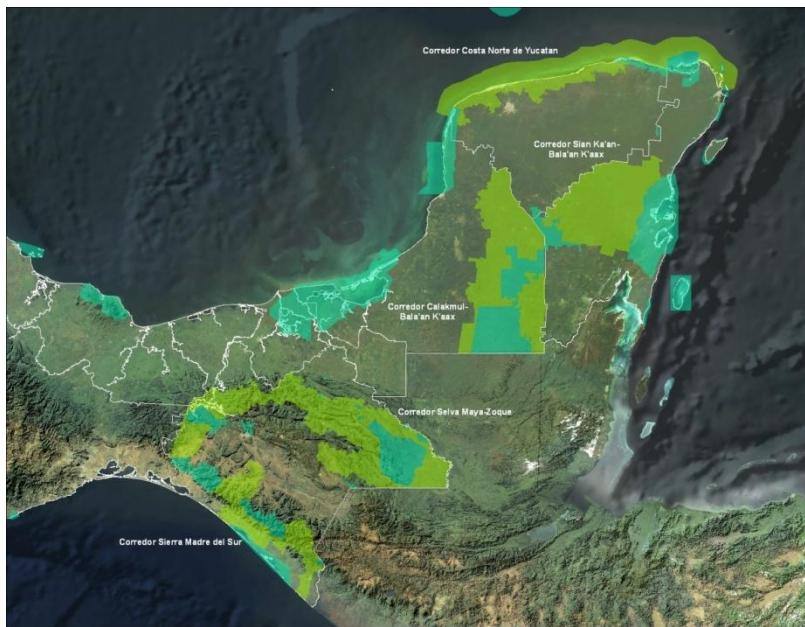 Corredor Costa Norte de Yucatan
Corredor Sian Ka'an-
Bala'an K'aax
Corredor Calakmul-
Bala'an K'aax
Corredor Selva Maya-Zoque
Corredor Sierra Madre del Sur